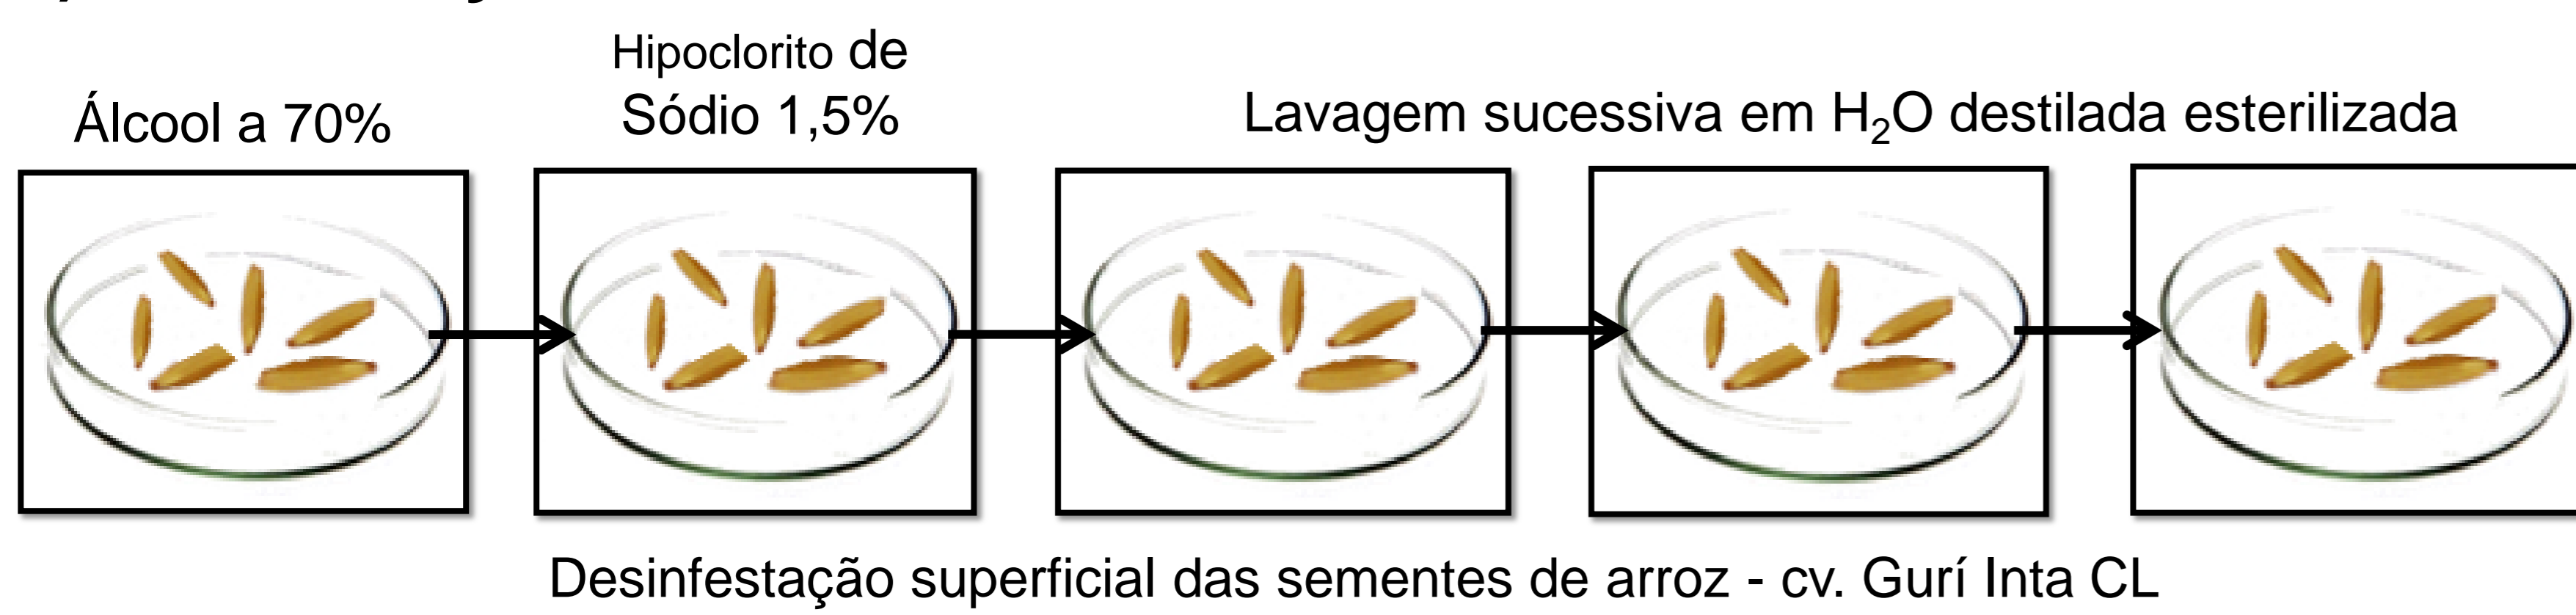 Álcool a 70%
Hipoclorito de
Sódio 1,5%
Lavagem sucessiva em H₂O destilada esterilizada
Desinfestação superficial das sementes de arroz - cv. Gurí Inta CL